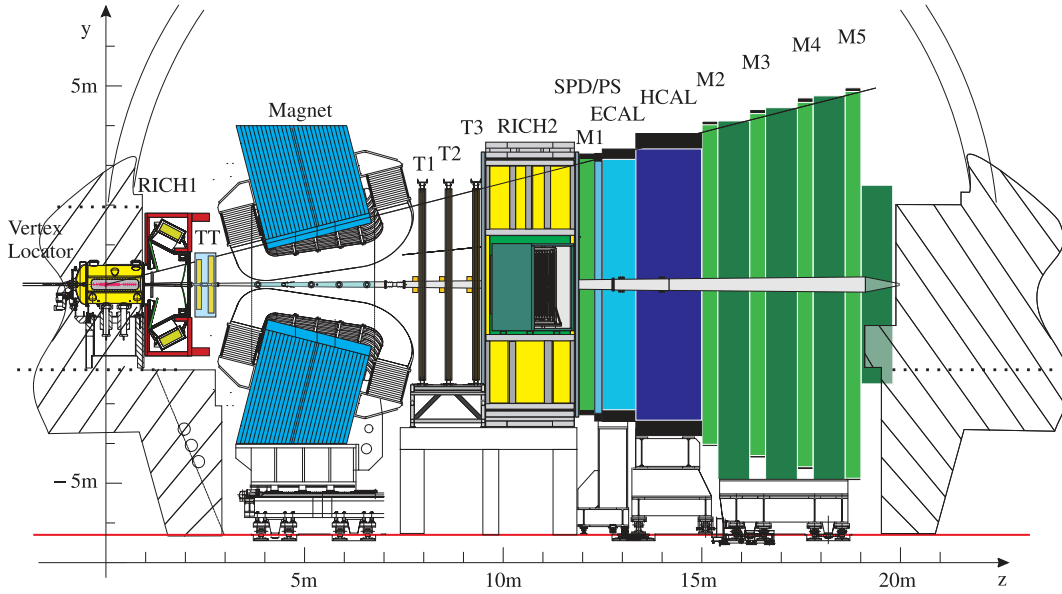 y
5m
Magnet
RICH1
Vertex
Locator
TT
T1
T2
T3
RICH2
M1
SPD/PS
ECAL
HCAL
M2
M3
M4
M5
−5m
5m
10m
15m
20m
z